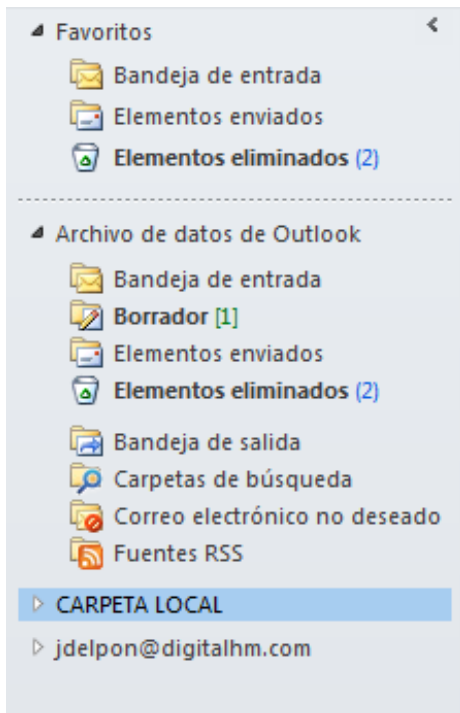 Favoritos
Bandeja de entrada
Elementos enviados
Elementos eliminados (2)
Archivo de datos de Outlook
Bandeja de entrada
Borrador [1]
Elementos enviados
Elementos eliminados (2)
Bandeja de salida
Carpetas de búsqueda
Correo electrónico no deseado
Fuentes RSS
CARPETA LOCAL
jdelpon@digitalhm.com